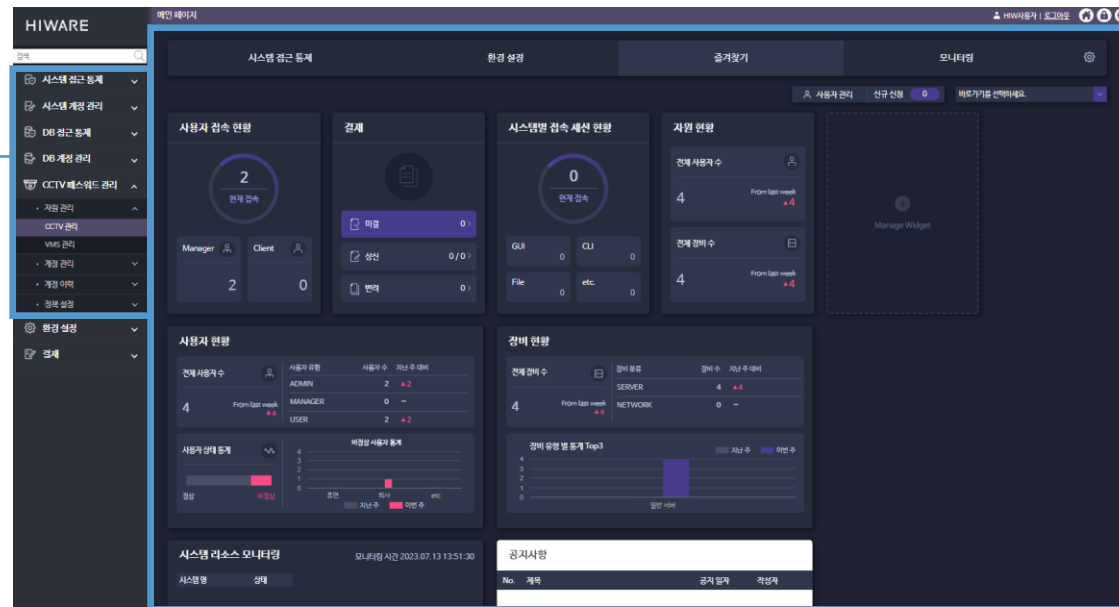 HIWARE
메인 페이지
HIW사용자 | 로그아웃
검색
시스템 접근 통제
시스템 계정 관리
DB 접근 통제
DB 계정 관리
CCTV 패스워드 관리
자원 관리
CCTV 관리
VMS 관리
계정 관리
계정 이력
정책 설정
환경 설정
결재
시스템 접근 통제 환경 설정 즐겨찾기 모니터링
사용자 관리 신규 신청 0 바로가기를 선택하세요.
사용자 접속 현황
2
현재 접속
Manager Client
2 0
결재
미결 0 >
상신 0 / 0 >
반려 0 >
시스템별 접속 세션 현황
0
현재 접속
GUI 0 CLI 0
File 0 etc. 0
자원 현황
전체 사용자 수
4 From last week ▲4
전체 장비 수
4 From last week ▲4
Manage Widget
사용자 현황
전체 사용자 수
4 From last week ▲4
사용자 유형 사용자 수 지난 주 대비
ADMIN 2 ▲2
MANAGER 0 –
USER 2 ▲2
사용자 상태 통계
정상 비정상
비정상 사용자 통계
4
3
2
1
0
휴면 퇴사 etc
지난 주 이번 주
장비 현황
전체 장비 수
4 From last week ▲4
장비 분류 장비 수 지난 주 대비
SERVER 4 ▲4
NETWORK 0 –
장비 유형 별 통계 Top3
지난 주 이번 주
4
3
2
1
0
일반 서버
시스템 리소스 모니터링 모니터링 시간 2023.07.13 13:51:30
시스템 명 상태
공지사항
No. 제목 공지 일자 작성자